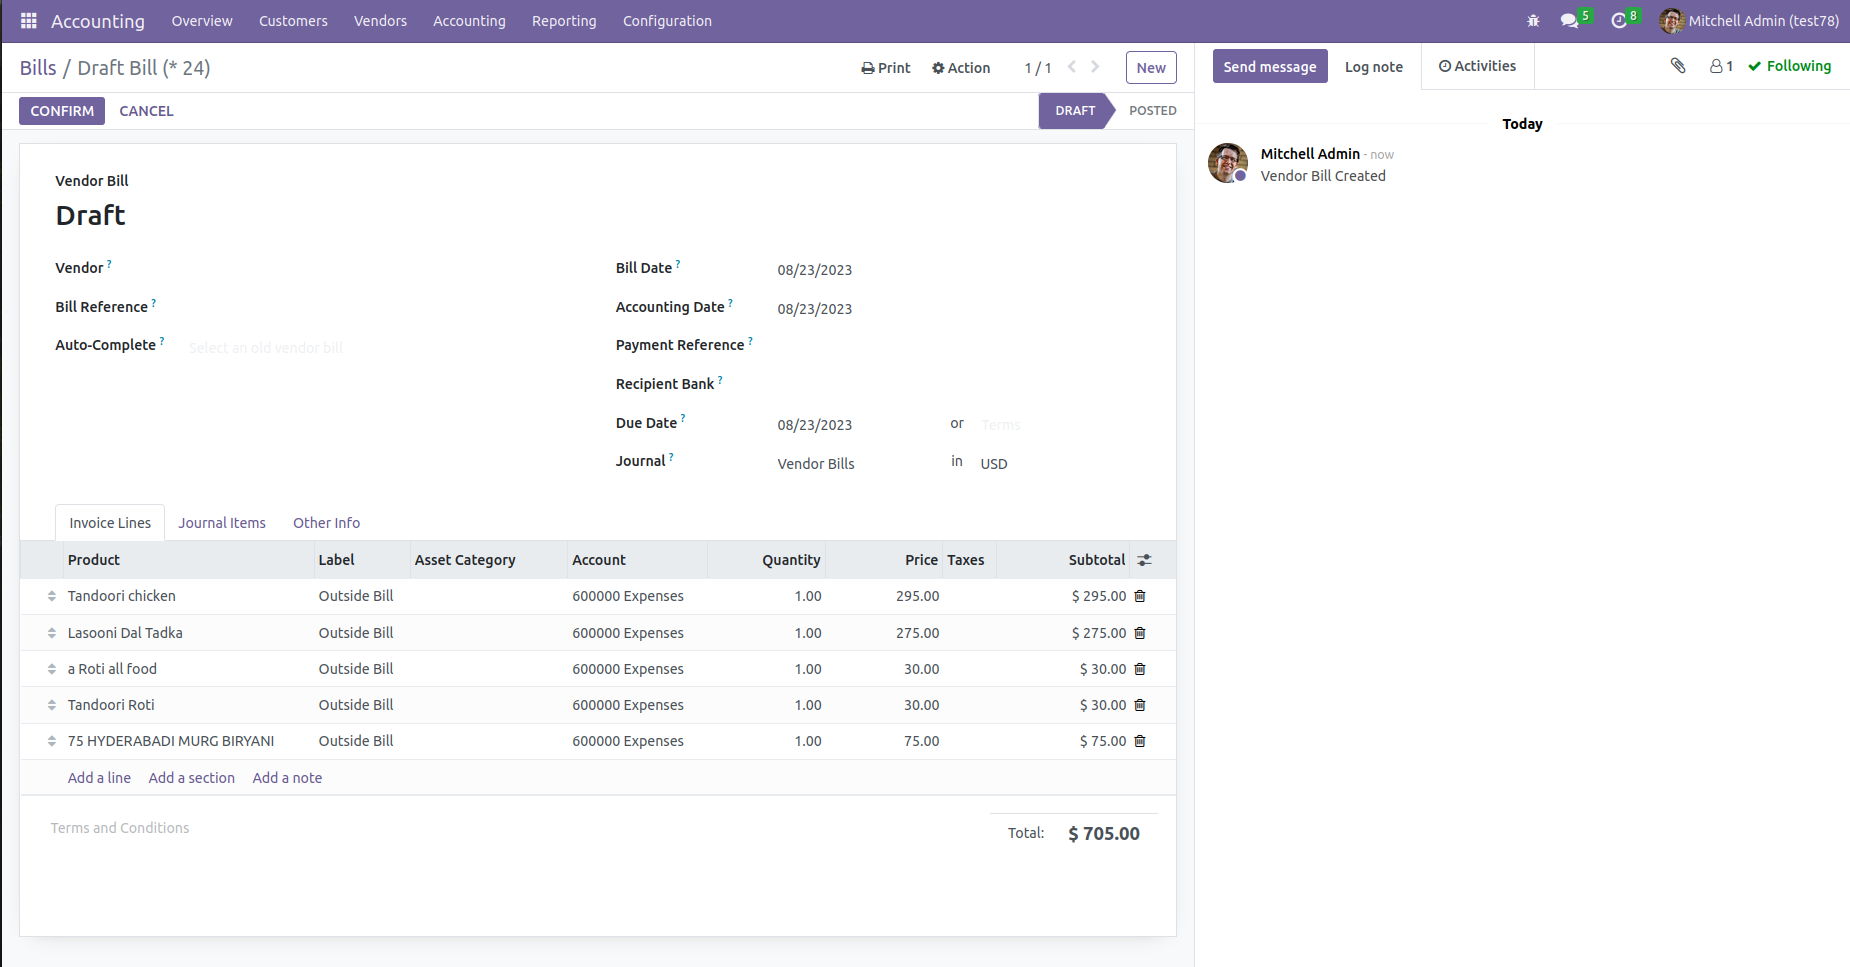 Accounting Overview Customers Vendors Accounting Reporting Configuration 5 8 Mitchell Admin (test78)
Bills / Draft Bill (* 24) Print Action 1 / 1 New
CONFIRM CANCEL DRAFT POSTED
Vendor Bill
Draft
Vendor ? Bill Date ? 08/23/2023
Bill Reference ? Accounting Date ? 08/23/2023
Auto-Complete ? Select an old vendor bill Payment Reference ?
Recipient Bank ?
Due Date ? 08/23/2023 or Terms
Journal ? Vendor Bills in USD
Invoice Lines Journal Items Other Info
Product Label Asset Category Account Quantity Price Taxes Subtotal
Tandoori chicken Outside Bill 600000 Expenses 1.00 295.00 $ 295.00
Lasooni Dal Tadka Outside Bill 600000 Expenses 1.00 275.00 $ 275.00
a Roti all food Outside Bill 600000 Expenses 1.00 30.00 $ 30.00
Tandoori Roti Outside Bill 600000 Expenses 1.00 30.00 $ 30.00
75 HYDERABADI MURG BIRYANI Outside Bill 600000 Expenses 1.00 75.00 $ 75.00
Add a line Add a section Add a note
Terms and Conditions
Total: $ 705.00
Send message Log note Activities 1 Following
Today
Mitchell Admin - now
Vendor Bill Created